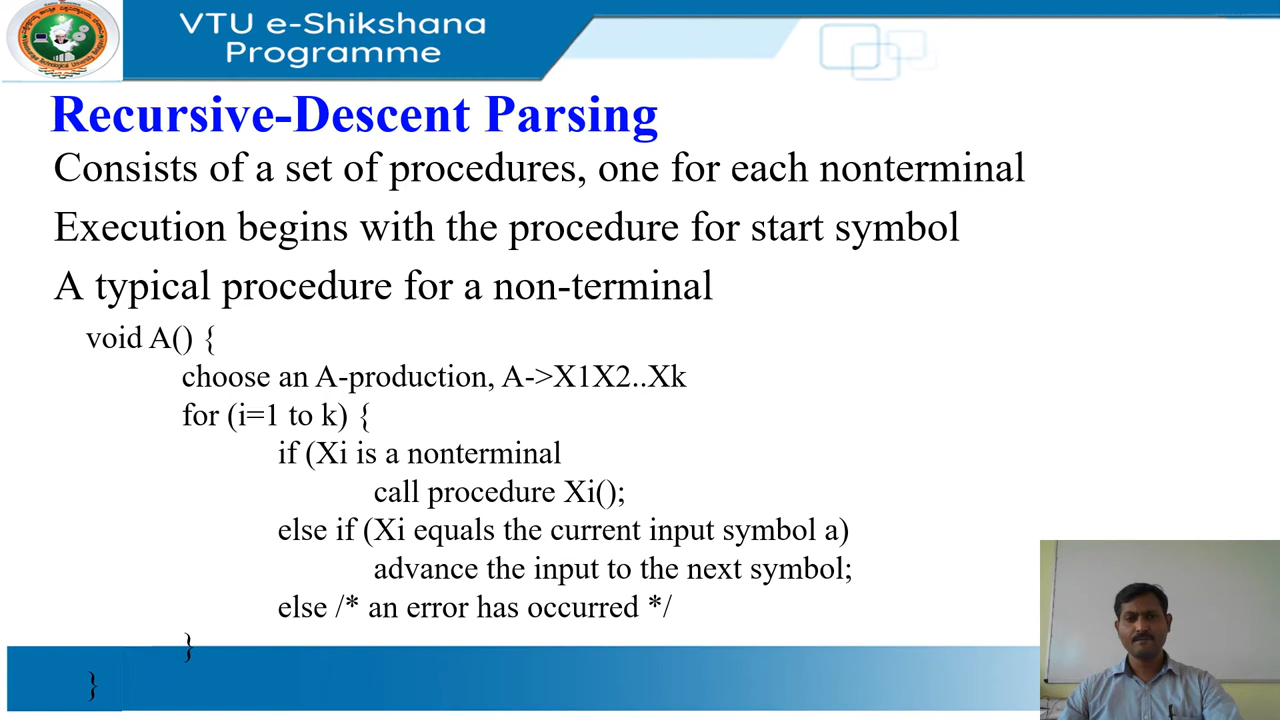 VTU e-Shikshana
Programme
Recursive-Descent Parsing
Consists of a set of procedures, one for each nonterminal
Execution begins with the procedure for start symbol
A typical procedure for a non-terminal
void A() {
choose an A-production, A->X1X2..Xk
for (i=1 to k) {
if (Xi is a nonterminal
call procedure Xi();
else if (Xi equals the current input symbol a)
advance the input to the next symbol;
else /* an error has occurred */
}
}